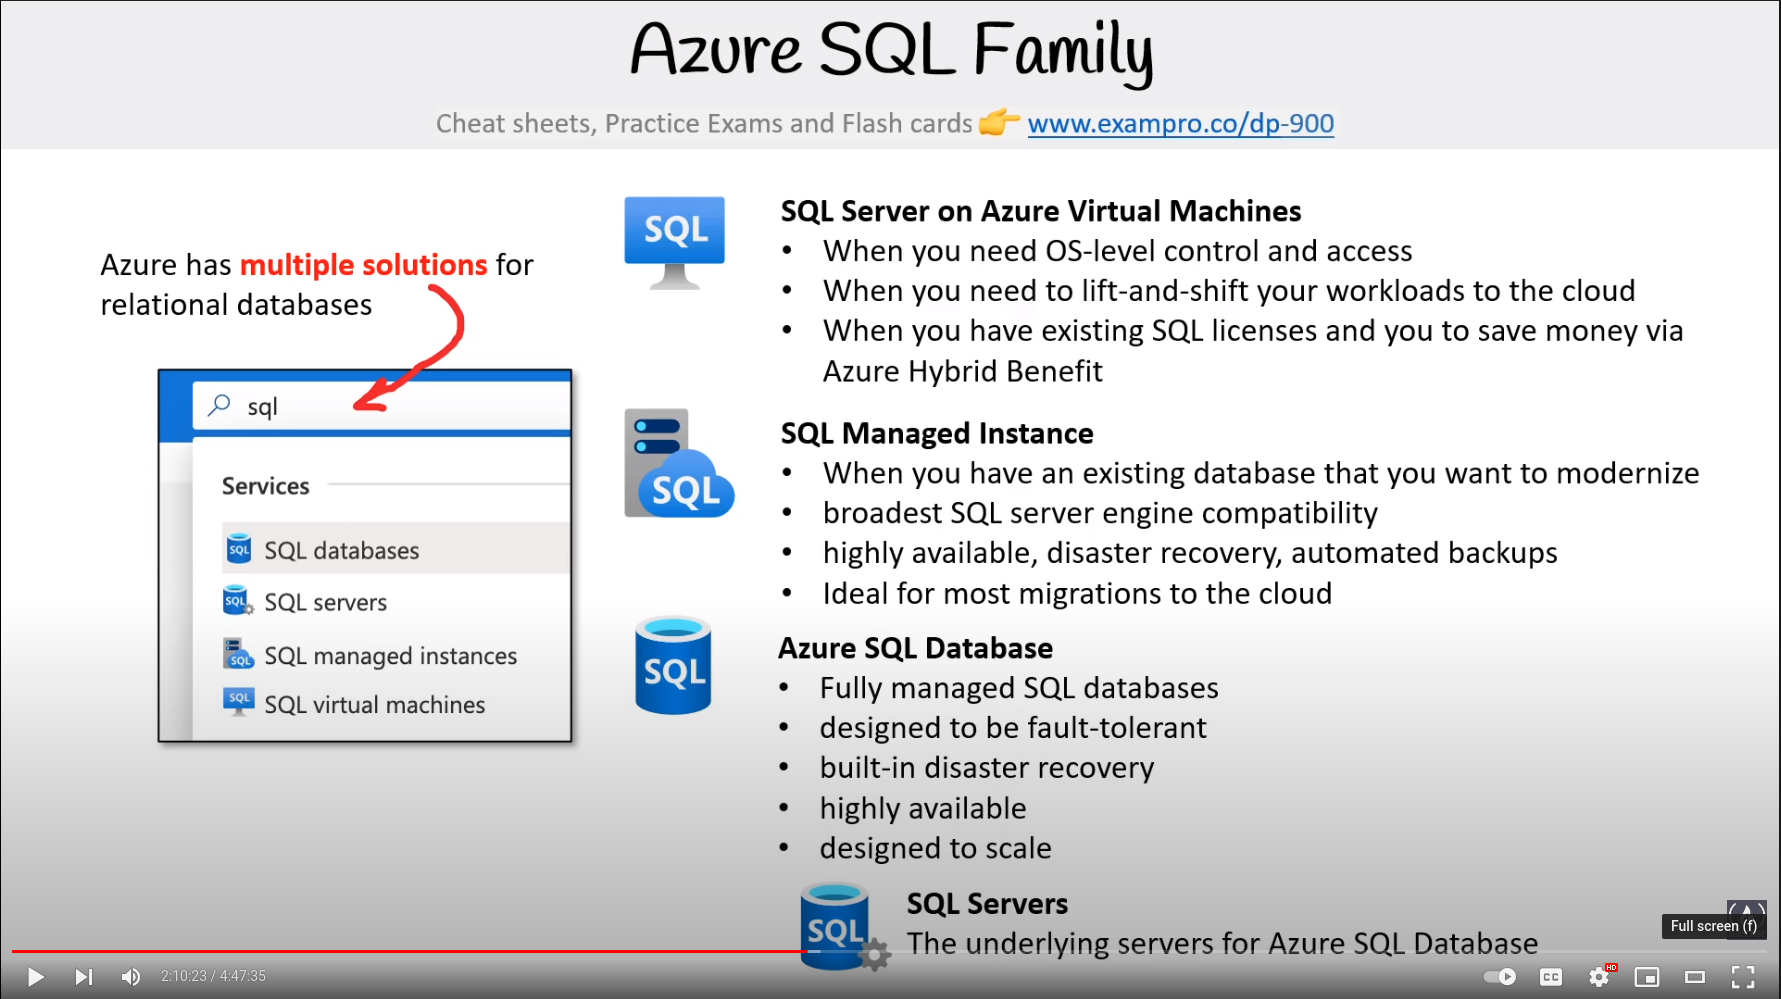 Azure SQL Family
Cheat sheets, Practice Exams and Flash cards 👉 www.exampro.co/dp-900
Azure has multiple solutions for
relational databases
sql
Services
SQL databases
SQL servers
SQL managed instances
SQL virtual machines
SQL
SQL Server on Azure Virtual Machines
• When you need OS-level control and access
• When you need to lift-and-shift your workloads to the cloud
• When you have existing SQL licenses and you to save money via
Azure Hybrid Benefit
SQL
SQL Managed Instance
• When you have an existing database that you want to modernize
• broadest SQL server engine compatibility
• highly available, disaster recovery, automated backups
• Ideal for most migrations to the cloud
SQL
Azure SQL Database
• Fully managed SQL databases
• designed to be fault-tolerant
• built-in disaster recovery
• highly available
• designed to scale
SQL
SQL Servers
The underlying servers for Azure SQL Database
Full screen (f)
2:10:23 / 4:47:35
CC
HD